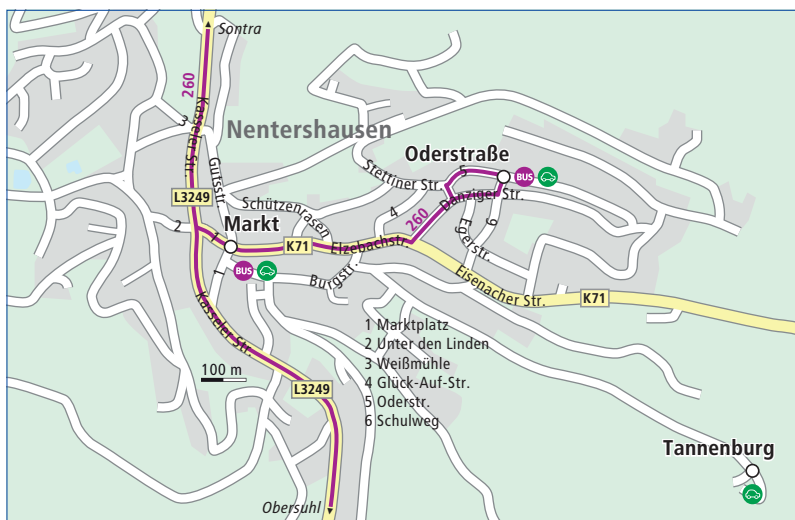 Sontra
260
Kasseler Str.
3
Nentershausen
Gutsstr.
Oderstraße
Stettiner Str.
5
BUS
Danziger Str.
L3249
Schützenrasen
4
260
6
Egerstr.
2
Markt
1
K71
Elzebachstr.
BUS
1
Burgstr.
Eisenacher Str.
K71
Kasseler Str.
1 Marktplatz
2 Unter den Linden
3 Weißmühle
4 Glück-Auf-Str.
5 Oderstr.
6 Schulweg
100 m
L3249
Tannenburg
Obersuhl